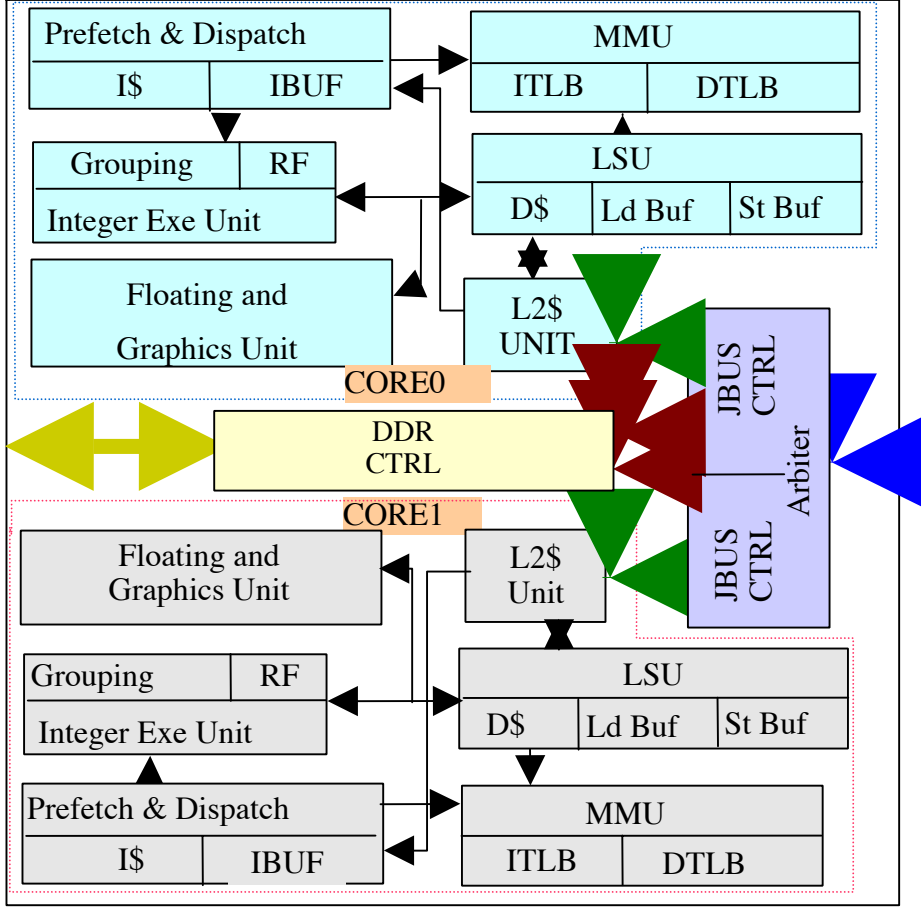 Prefetch & Dispatch
I$ IBUF
MMU
ITLB DTLB
Grouping RF
Integer Exe Unit
LSU
D$ Ld Buf St Buf
Floating and
Graphics Unit
L2$
UNIT
CORE0
JBUS
CTRL
DDR
CTRL
Arbiter
CORE1
JBUS
CTRL
Floating and
Graphics Unit
L2$
Unit
Grouping RF
Integer Exe Unit
LSU
D$ Ld Buf St Buf
Prefetch & Dispatch
I$ IBUF
MMU
ITLB DTLB